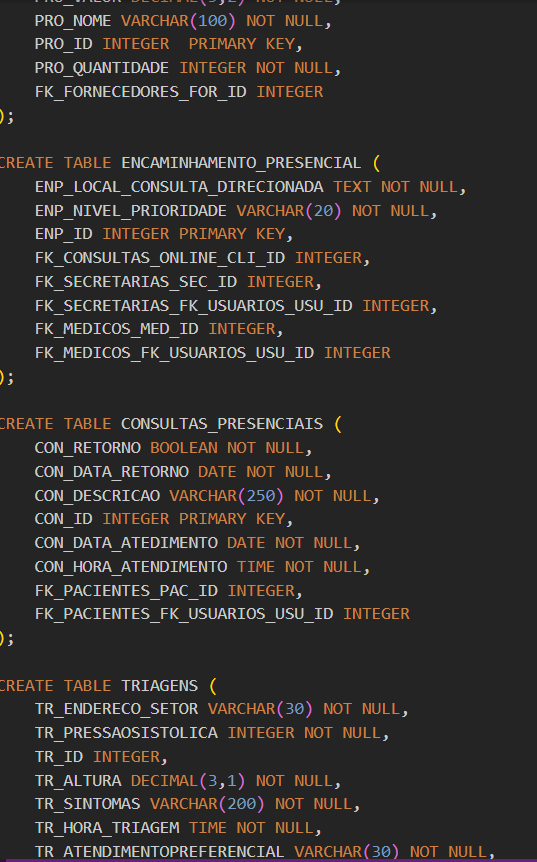 PRO_VALOR DECIMAL(5,2) NOT NULL,
PRO_NOME VARCHAR(100) NOT NULL,
PRO_ID INTEGER  PRIMARY KEY,
PRO_QUANTIDADE INTEGER NOT NULL,
FK_FORNECEDORES_FOR_ID INTEGER
);
CREATE TABLE ENCAMINHAMENTO_PRESENCIAL (
ENP_LOCAL_CONSULTA_DIRECIONADA TEXT NOT NULL,
ENP_NIVEL_PRIORIDADE VARCHAR(20) NOT NULL,
ENP_ID INTEGER PRIMARY KEY,
FK_CONSULTAS_ONLINE_CLI_ID INTEGER,
FK_SECRETARIAS_SEC_ID INTEGER,
FK_SECRETARIAS_FK_USUARIOS_USU_ID INTEGER,
FK_MEDICOS_MED_ID INTEGER,
FK_MEDICOS_FK_USUARIOS_USU_ID INTEGER
);
CREATE TABLE CONSULTAS_PRESENCIAIS (
CON_RETORNO BOOLEAN NOT NULL,
CON_DATA_RETORNO DATE NOT NULL,
CON_DESCRICAO VARCHAR(250) NOT NULL,
CON_ID INTEGER PRIMARY KEY,
CON_DATA_ATEDIMENTO DATE NOT NULL,
CON_HORA_ATENDIMENTO TIME NOT NULL,
FK_PACIENTES_PAC_ID INTEGER,
FK_PACIENTES_FK_USUARIOS_USU_ID INTEGER
);
CREATE TABLE TRIAGENS (
TR_ENDERECO_SETOR VARCHAR(30) NOT NULL,
TR_PRESSAOSISTOLICA INTEGER NOT NULL,
TR_ID INTEGER,
TR_ALTURA DECIMAL(3,1) NOT NULL,
TR_SINTOMAS VARCHAR(200) NOT NULL,
TR_HORA_TRIAGEM TIME NOT NULL,
TR_ATENDIMENTOPREFERENCIAL VARCHAR(30) NOT NULL,